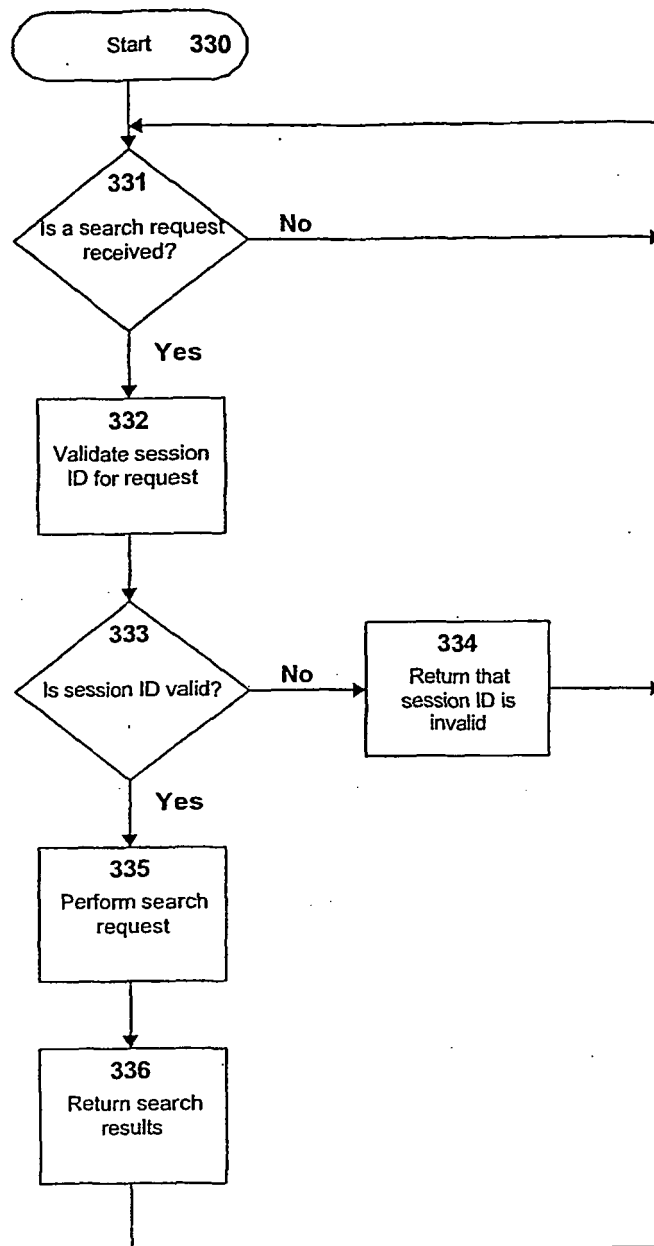 Start 330
331
Is a search request
received?
No
Yes
332
Validate session
ID for request
333
Is session ID valid?
No
334
Return that
session ID is
invalid
Yes
335
Perform search
request
336
Return search
results